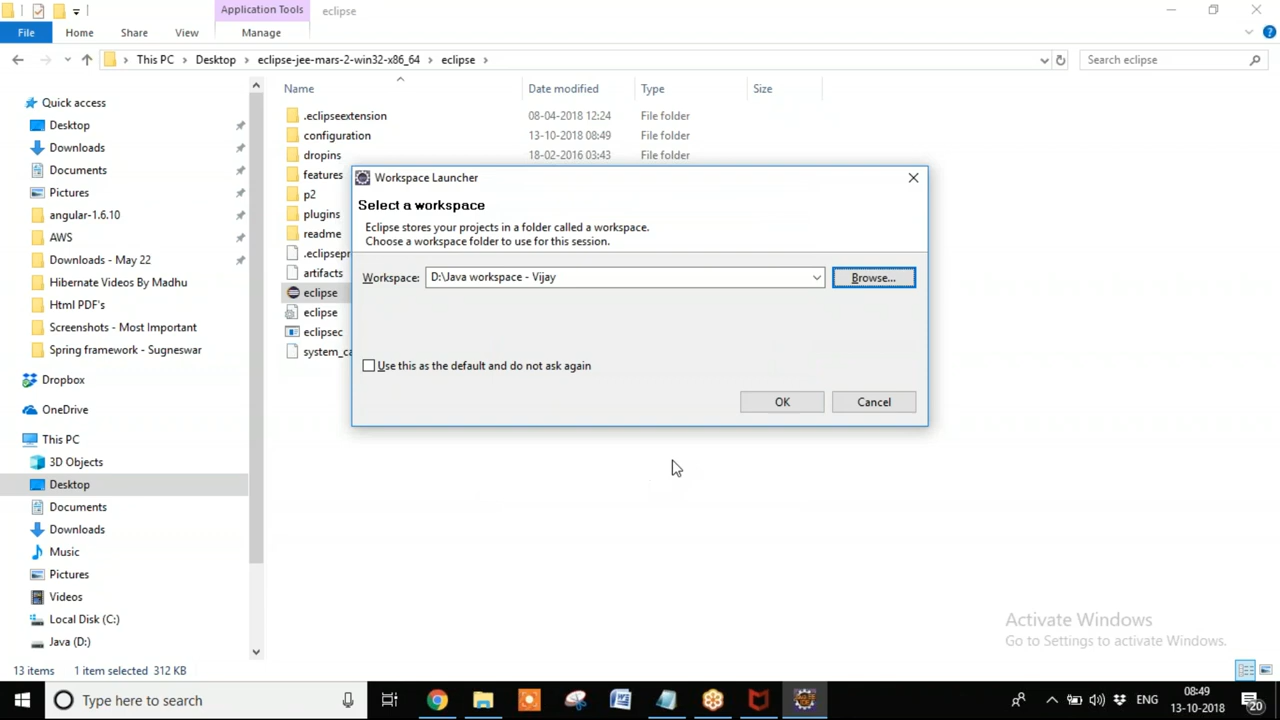 Application Tools
eclipse
File
Home
Share
View
Manage
This PC
Desktop
eclipse-jee-mars-2-win32-x86_64
eclipse
Search eclipse
Name
Date modified
Type
Size
Quick access
Desktop
Downloads
Documents
Pictures
angular-1.6.10
AWS
Downloads - May 22
Hibernate Videos By Madhu
Html PDF's
Screenshots - Most Important
Spring framework - Sugneswar
Dropbox
OneDrive
This PC
3D Objects
Desktop
Documents
Downloads
Music
Pictures
Videos
Local Disk (C:)
Java (D:)
.eclipseextension 08-04-2018 12:24 File folder
configuration 13-10-2018 08:49 File folder
dropins 18-02-2016 03:43 File folder
features
p2
plugins
readme
.eclipsepr
artifacts
eclipse
eclipse
eclipsec
system_ca
Workspace Launcher
Select a workspace
Eclipse stores your projects in a folder called a workspace.
Choose a workspace folder to use for this session.
Workspace: D:\Java workspace - Vijay Browse...
Use this as the default and do not ask again
OK Cancel
Activate Windows
Go to Settings to activate Windows.
13 items 1 item selected 312 KB
Type here to search
ENG
08:49
13-10-2018
20